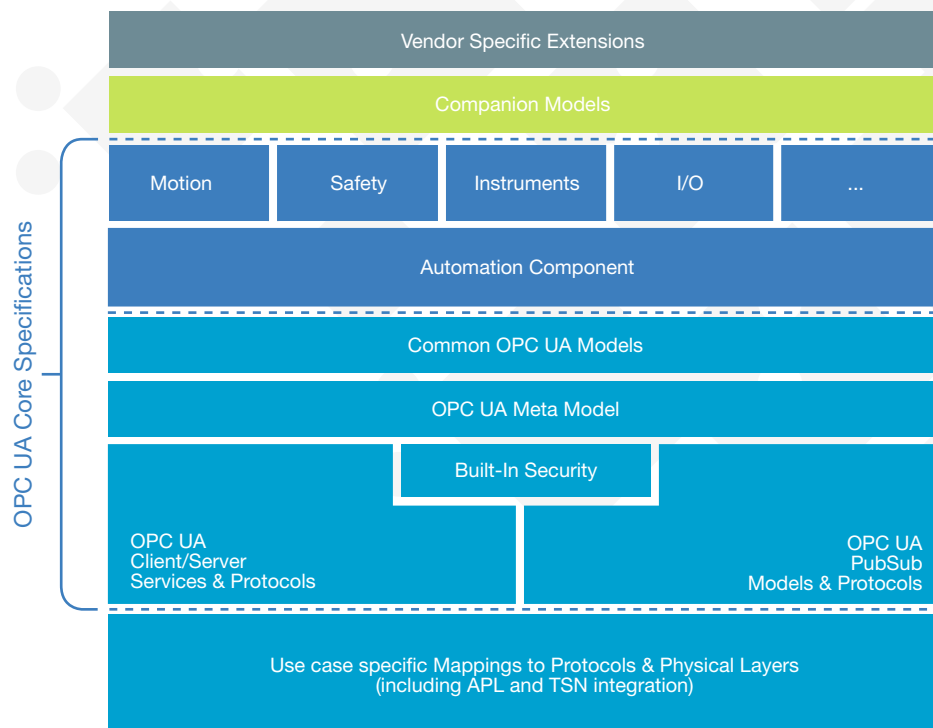 Vendor Specific Extensions
Companion Models
OPC UA Core Specifications
Motion
Safety
Instruments
I/O
...
Automation Component
Common OPC UA Models
OPC UA Meta Model
Built-In Security
OPC UA
Client/Server
Services & Protocols
OPC UA
PubSub
Models & Protocols
Use case specific Mappings to Protocols & Physical Layers
(including APL and TSN integration)